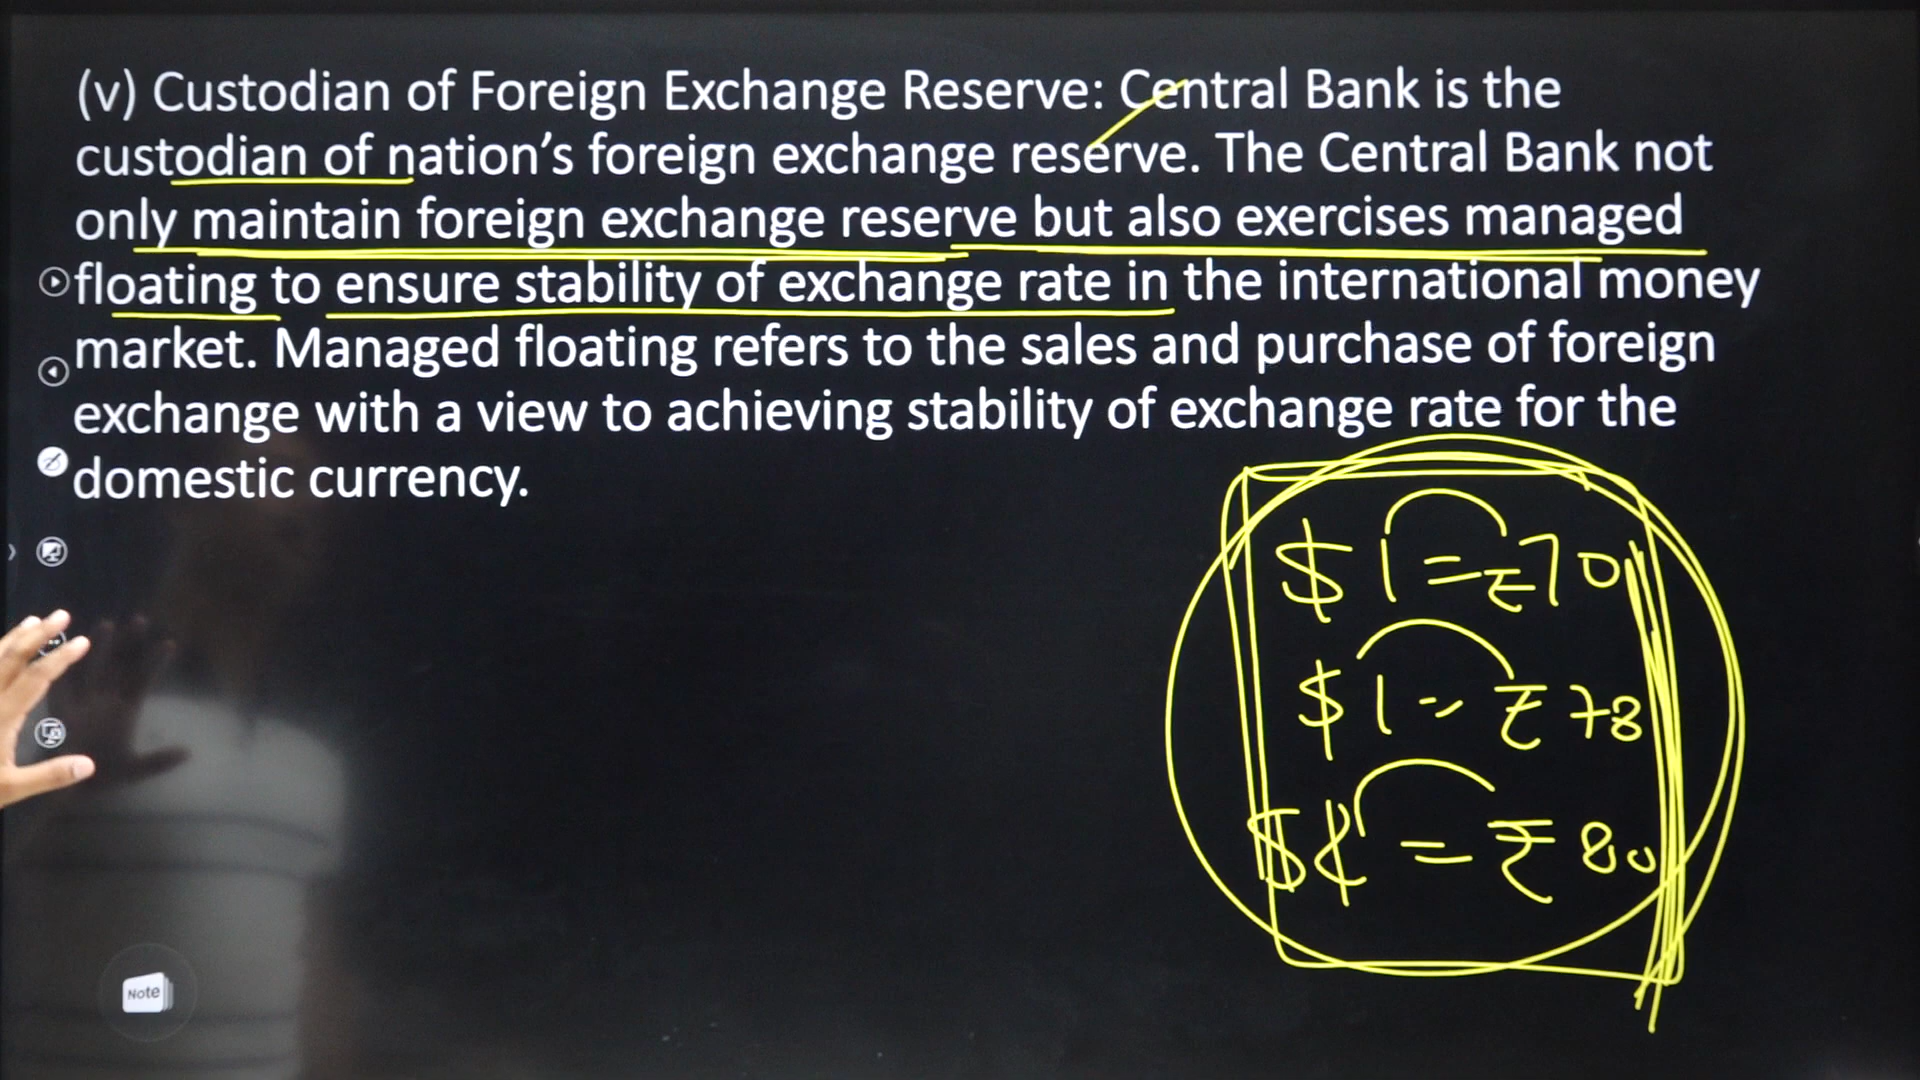 (v) Custodian of Foreign Exchange Reserve: Central Bank is the
custodian of nation’s foreign exchange reserve. The Central Bank not
only maintain foreign exchange reserve but also exercises managed
floating to ensure stability of exchange rate in the international money
market. Managed floating refers to the sales and purchase of foreign
exchange with a view to achieving stability of exchange rate for the
domestic currency.
$ 1 = ₹70
$ 1 = ₹ 78
$ = ₹ 80
Note